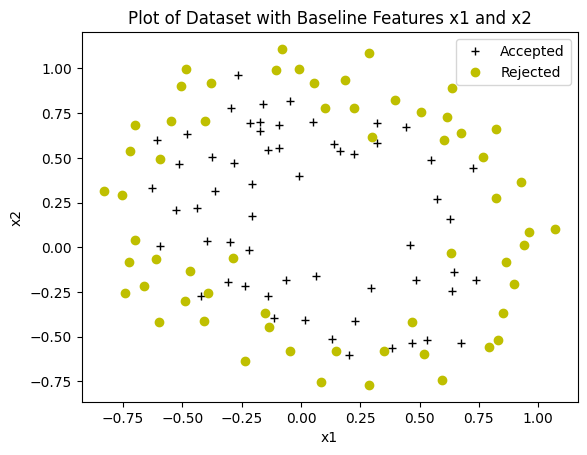 Plot of Dataset with Baseline Features x1 and x2
Accepted
Rejected
1.00
0.75
0.50
0.25
0.00
−0.25
−0.50
−0.75
x2
−0.75 −0.50 −0.25 0.00 0.25 0.50 0.75 1.00
x1